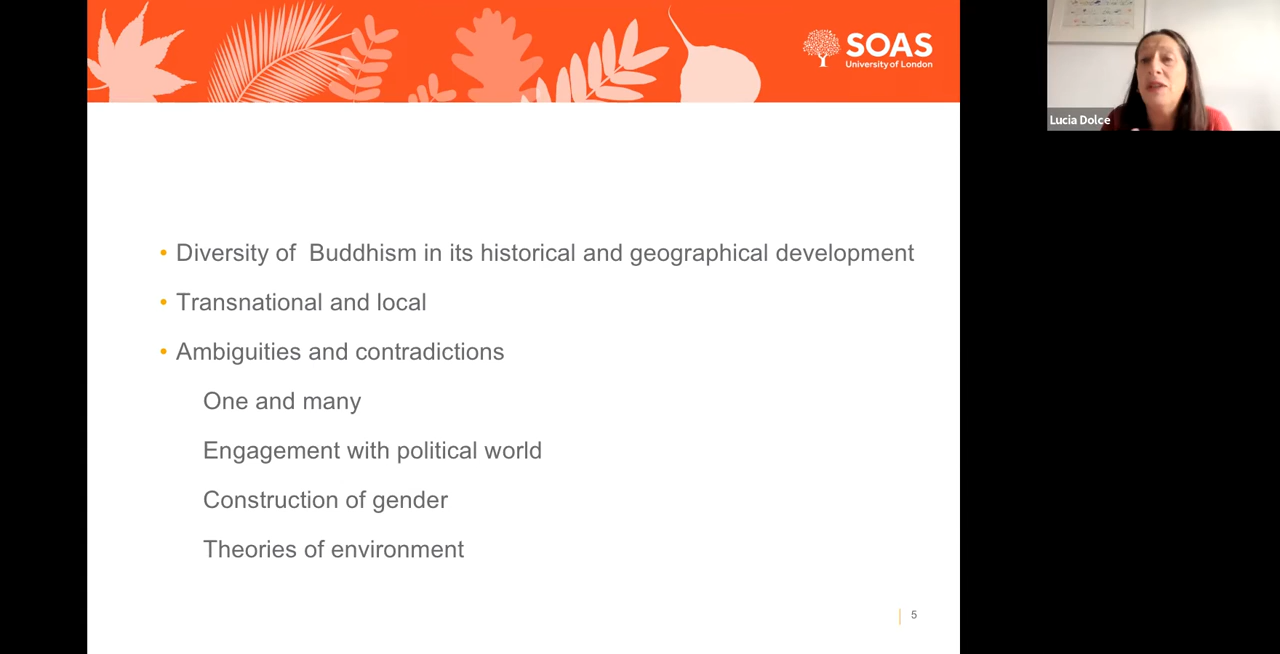 SOAS
University of London
Lucia Dolce
• Diversity of  Buddhism in its historical and geographical development
• Transnational and local
• Ambiguities and contradictions
One and many
Engagement with political world
Construction of gender
Theories of environment
5